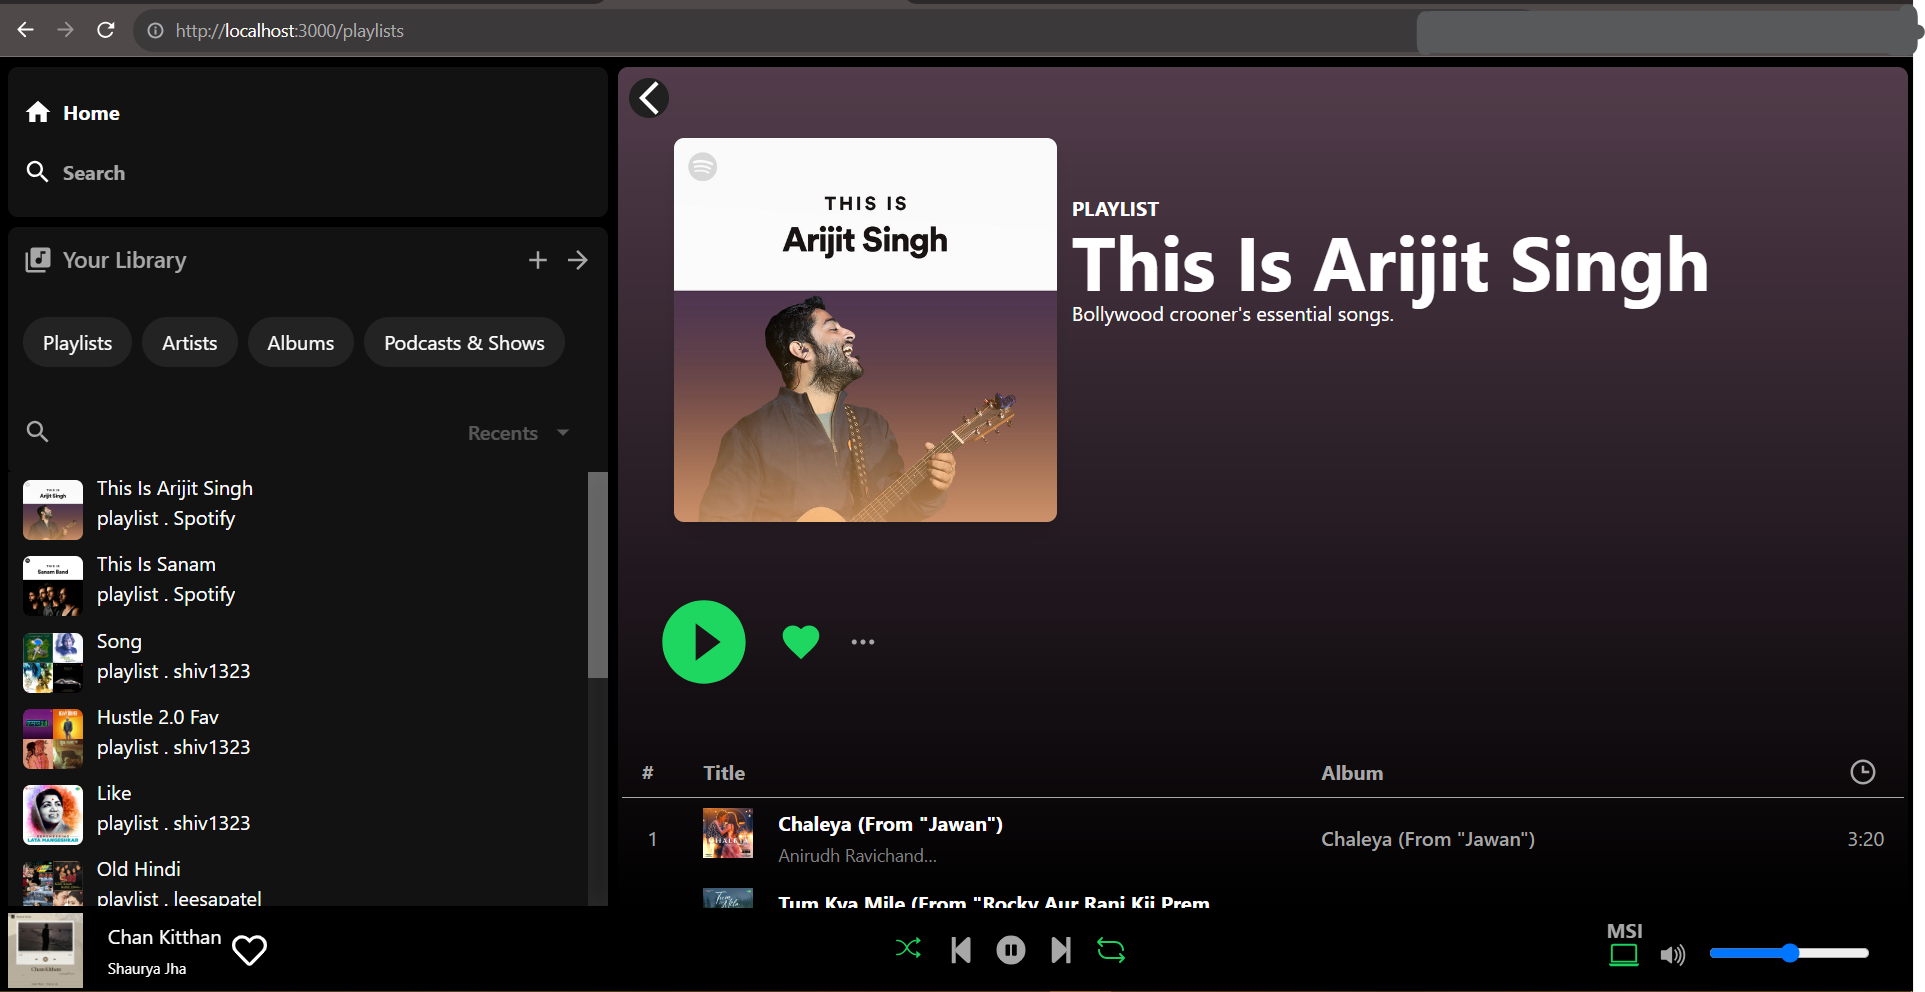 http://localhost:3000/playlists
Home
Search
Your Library
Playlists
Artists
Albums
Podcasts & Shows
Recents
This Is Arijit Singh
playlist . Spotify
This Is Sanam
playlist . Spotify
Song
playlist . shiv1323
Hustle 2.0 Fav
playlist . shiv1323
Like
playlist . shiv1323
Old Hindi
playlist . leesapatel
THIS IS
Arijit Singh
PLAYLIST
This Is Arijit Singh
Bollywood crooner's essential songs.
# Title Album
1 Chaleya (From "Jawan") Chaleya (From "Jawan") 3:20
Anirudh Ravichand...
Tum Kya Mile (From "Rocky Aur Rani Kii Prem
Chan Kitthan
Shaurya Jha
MSI